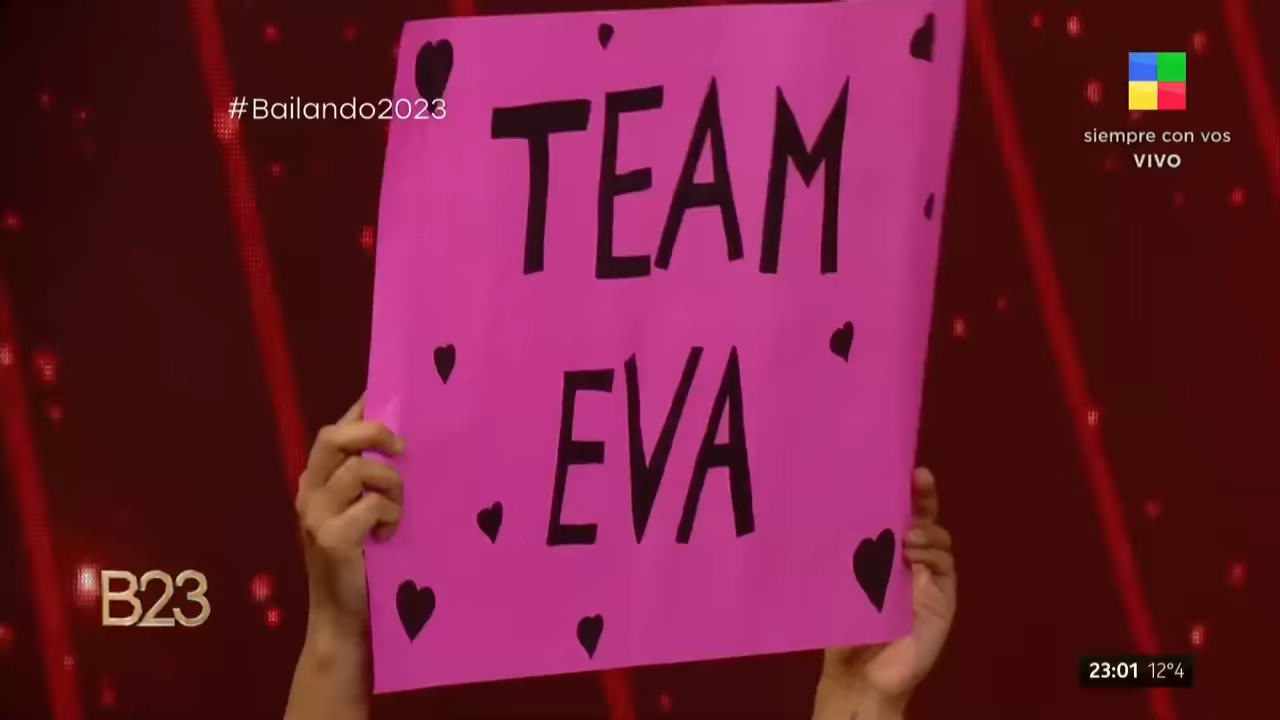 #Bailando2023
TEAM
EVA
siempre con vos
VIVO
B23
23:01 12°4